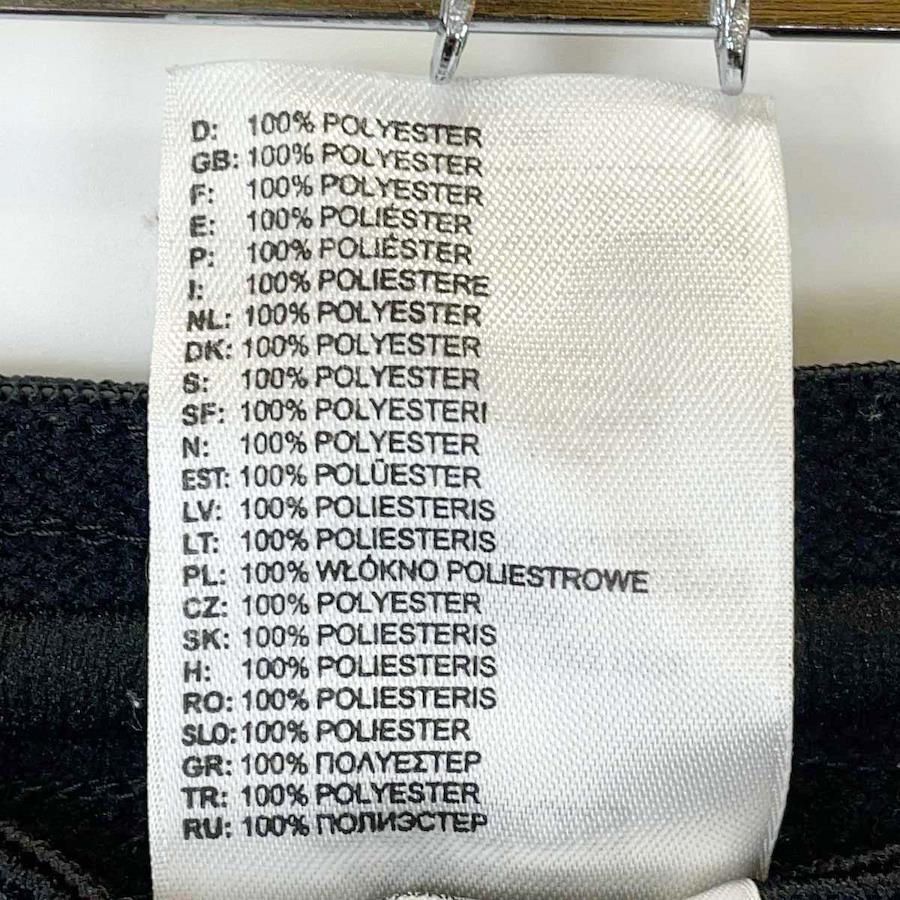 D: 100% POLYESTER
GB: 100% POLYESTER
F: 100% POLYESTER
E: 100% POLIÉSTER
P: 100% POLIÉSTER
I: 100% POLIESTERE
NL: 100% POLYESTER
DK: 100% POLYESTER
S: 100% POLYESTER
SF: 100% POLYESTERI
N: 100% POLYESTER
EST: 100% POLÜESTER
LV: 100% POLIESTERIS
LT: 100% POLIESTERIS
PL: 100% WŁÓKNO POLIESTROWE
CZ: 100% POLYESTER
SK: 100% POLIESTERIS
H: 100% POLIESTERIS
RO: 100% POLIESTERIS
SLO: 100% POLIESTER
GR: 100% ΠΟΛΥΕΣΤΕΡ
TR: 100% POLYESTER
RU: 100% ПОЛИЭСТЕР